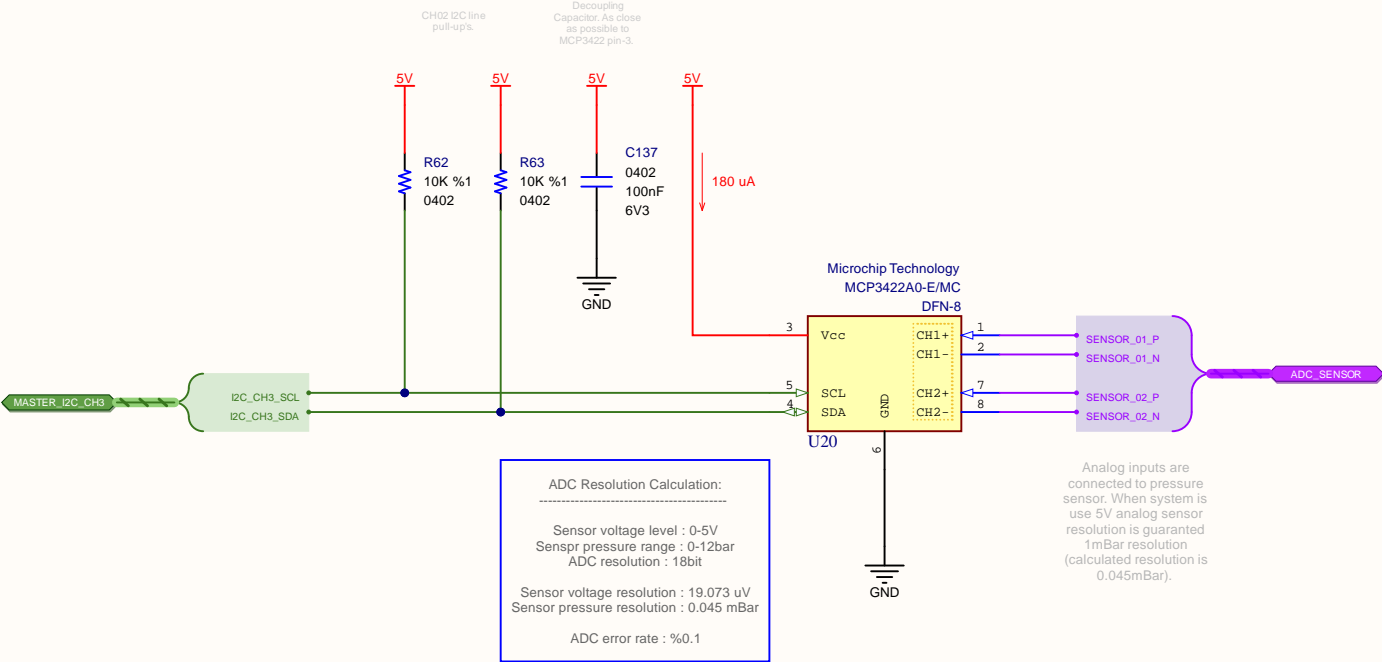 CH02 I2C line
pull-up's.
Decoupling
Capacitor. As close
as possible to
MCP3422 pin-3.
5V
5V
5V
5V
R62
10K %1
0402
R63
10K %1
0402
C137
0402
100nF
6V3
180 uA
GND
Microchip Technology
MCP3422A0-E/MC
DFN-8
3
Vcc
CH1+
1
CH1-
2
5
SCL
CH2+
7
4
SDA
CH2-
8
GND
6
U20
GND
MASTER_I2C_CH3
I2C_CH3_SCL
I2C_CH3_SDA
SENSOR_01_P
SENSOR_01_N
SENSOR_02_P
SENSOR_02_N
ADC_SENSOR
ADC Resolution Calculation:
------------------------------------------
Sensor voltage level : 0-5V
Senspr pressure range : 0-12bar
ADC resolution : 18bit
Sensor voltage resolution : 19.073 uV
Sensor pressure resolution : 0.045 mBar
ADC error rate : %0.1
Analog inputs are
connected to pressure
sensor. When system is
use 5V analog sensor
resolution is guaranted
1mBar resolution
(calculated resolution is
0.045mBar).